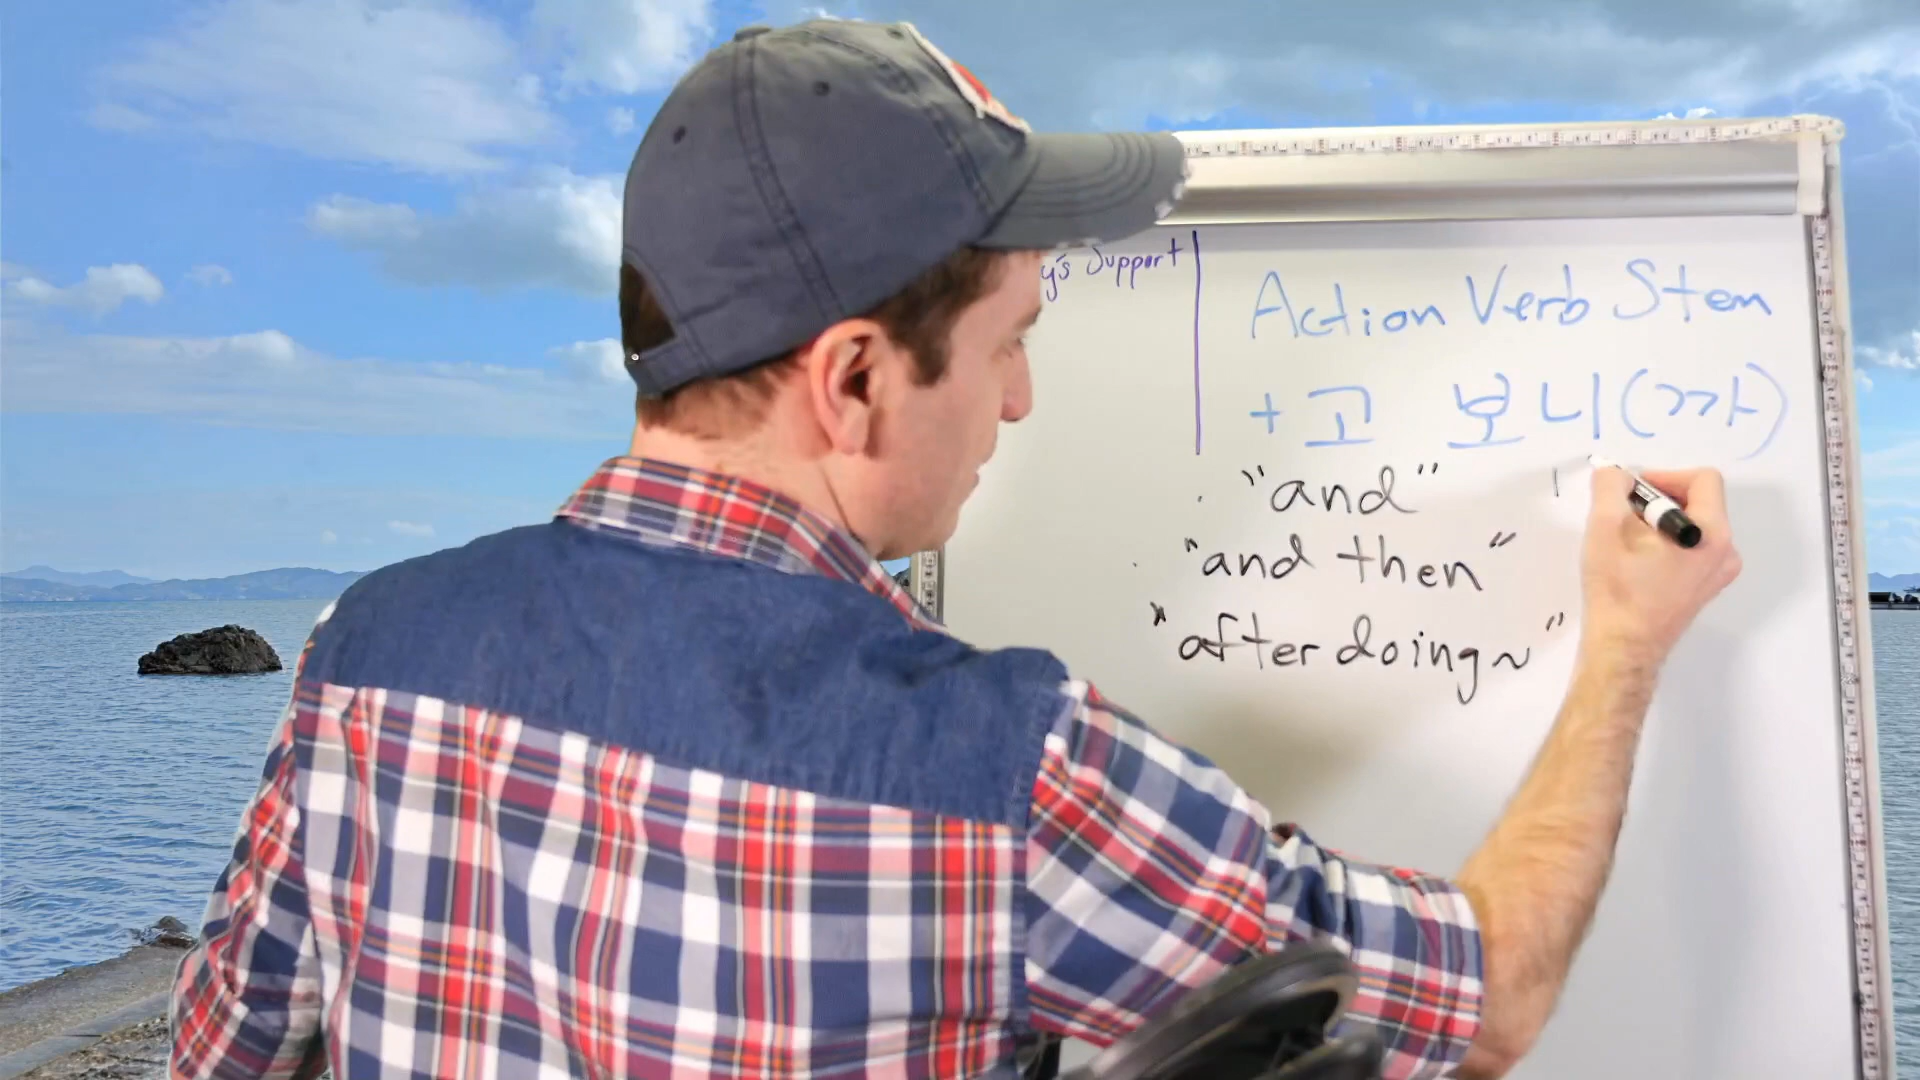 y's Support
Action Verb Stem
+ 고 보니(까)
"and"
"and then"
"after doing~"